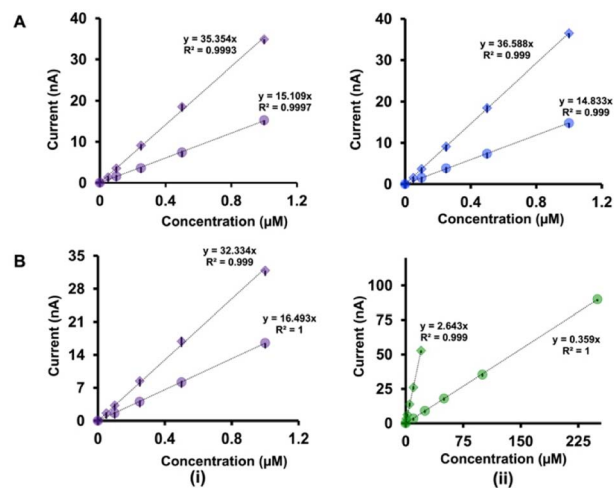 A
40
30
20
10
0
Current (nA)
y = 35.354x
R² = 0.9993
y = 15.109x
R² = 0.9997
0
0.4
0.8
1.2
Concentration (µM)
40
30
20
10
0
Current (nA)
y = 36.588x
R² = 0.999
y = 14.833x
R² = 0.999
0
0.4
0.8
1.2
Concentration (µM)
B
35
28
21
14
7
0
Current (nA)
y = 32.334x
R² = 0.999
y = 16.493x
R² = 1
0
0.4
0.8
1.2
Concentration (µM)
(i)
100
75
50
25
0
Current (nA)
y = 2.643x
R² = 0.999
y = 0.359x
R² = 1
0
75
150
225
Concentration (µM)
(ii)